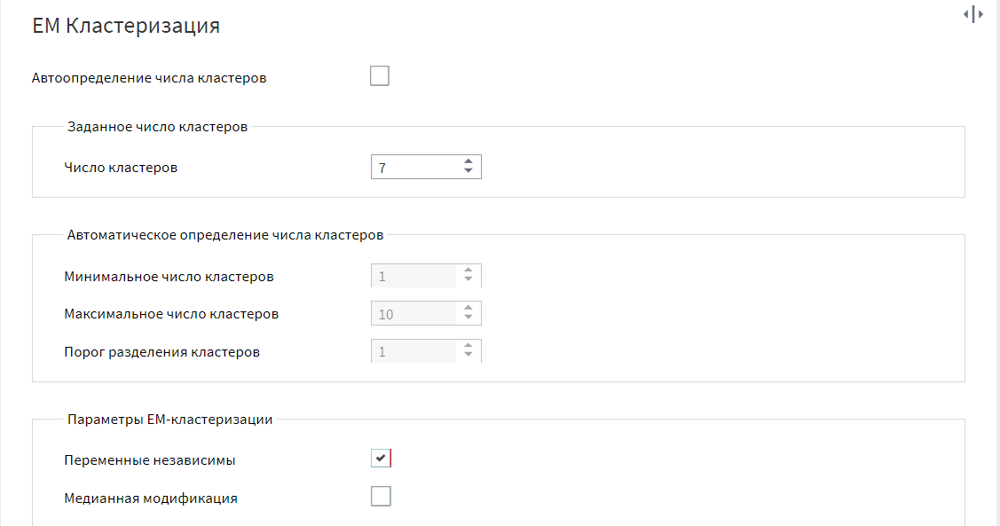 EM Кластеризация
Автоопределение числа кластеров
Заданное число кластеров
Число кластеров 7
Автоматическое определение числа кластеров
Минимальное число кластеров 1
Максимальное число кластеров 10
Порог разделения кластеров 1
Параметры EM-кластеризации
Переменные независимы
Медианная модификация